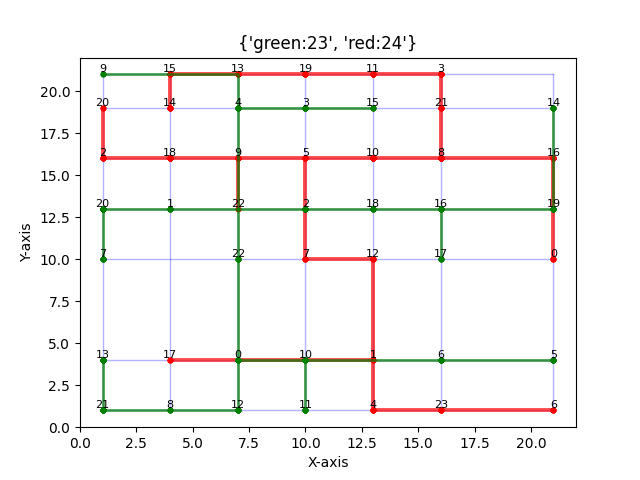 {'green:23', 'red:24'}
9 15 13 19 11 3
20 14 4 3 15 21 14
2 18 9 5 10 8 16
20 1 22 2 18 16 19
7 22 7 12 17 0
13 17 0 10 1 6 5
21 8 12 11 4 23 6
20.0
17.5
15.0
12.5
10.0
7.5
5.0
2.5
0.0
Y-axis
0.0 2.5 5.0 7.5 10.0 12.5 15.0 17.5 20.0
X-axis